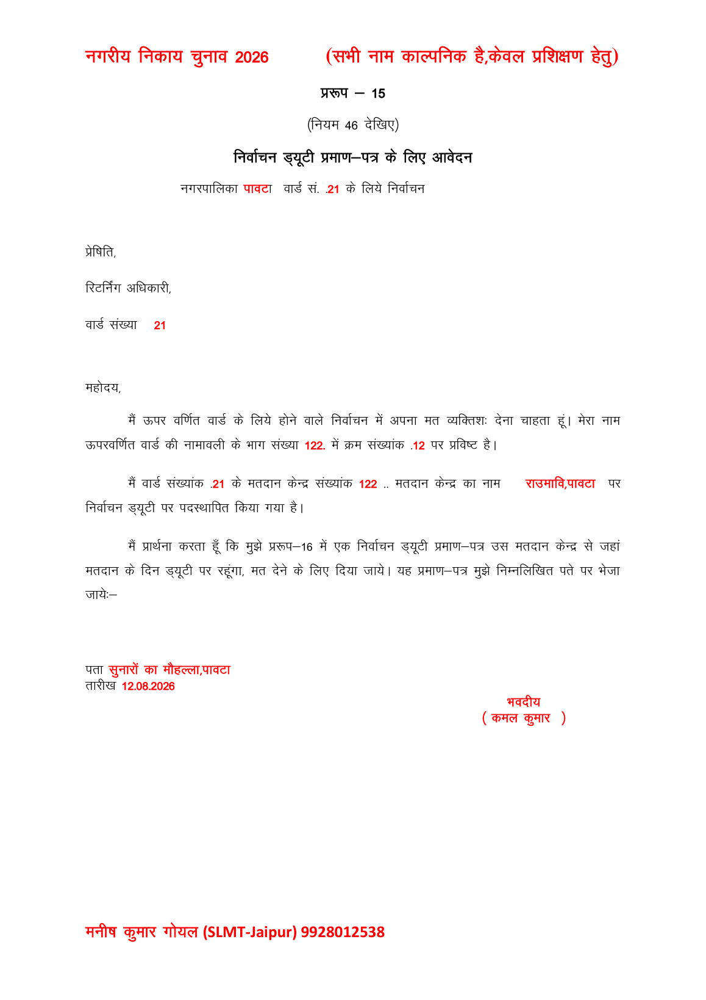 नगरीय निकाय चुनाव 2026 (सभी नाम काल्पनिक है,केवल प्रशिक्षण हेतु)
प्ररूप – 15
(नियम 46 देखिए)
निर्वाचन ड्यूटी प्रमाण–पत्र के लिए आवेदन
नगरपालिका पावटा वार्ड सं. .21 के लिये निर्वाचन
प्रेषिति,
रिटर्निंग अधिकारी,
वार्ड संख्या 21
महोदय,
मैं ऊपर वर्णित वार्ड के लिये होने वाले निर्वाचन में अपना मत व्यक्तिशः देना चाहता हूं। मेरा नाम
ऊपरवर्णित वार्ड की नामावली के भाग संख्या 122. में क्रम संख्यांक .12 पर प्रविष्ट है।
मैं वार्ड संख्यांक .21 के मतदान केन्द्र संख्यांक 122 .. मतदान केन्द्र का नाम राउमावि,पावटा पर
निर्वाचन ड्यूटी पर पदस्थापित किया गया है।
मैं प्रार्थना करता हूँ कि मुझे प्ररूप–16 में एक निर्वाचन ड्यूटी प्रमाण–पत्र उस मतदान केन्द्र से जहां
मतदान के दिन ड्यूटी पर रहूंगा, मत देने के लिए दिया जाये। यह प्रमाण–पत्र मुझे निम्नलिखित पते पर भेजा
जायेः–
पता सुनारों का मौहल्ला,पावटा
तारीख 12.08.2026
भवदीय
( कमल कुमार )
मनीष कुमार गोयल (SLMT-Jaipur) 9928012538